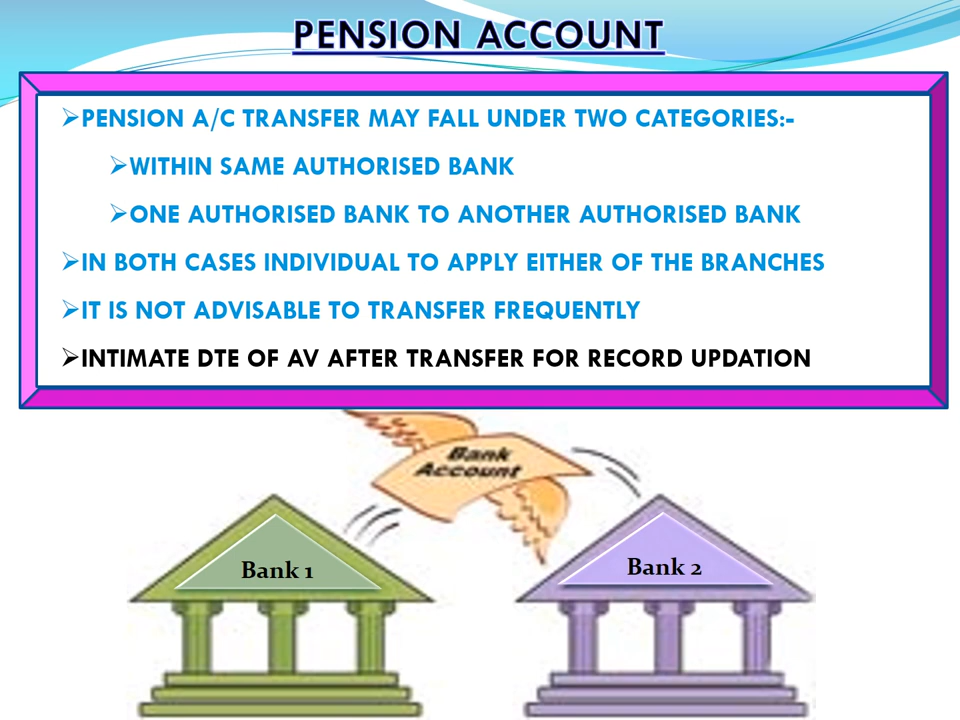 PENSION ACCOUNT
➢PENSION A/C TRANSFER MAY FALL UNDER TWO CATEGORIES:-
➢WITHIN SAME AUTHORISED BANK
➢ONE AUTHORISED BANK TO ANOTHER AUTHORISED BANK
➢IN BOTH CASES INDIVIDUAL TO APPLY EITHER OF THE BRANCHES
➢IT IS NOT ADVISABLE TO TRANSFER FREQUENTLY
➢INTIMATE DTE OF AV AFTER TRANSFER FOR RECORD UPDATION
Bank
Account
Bank 1
Bank 2